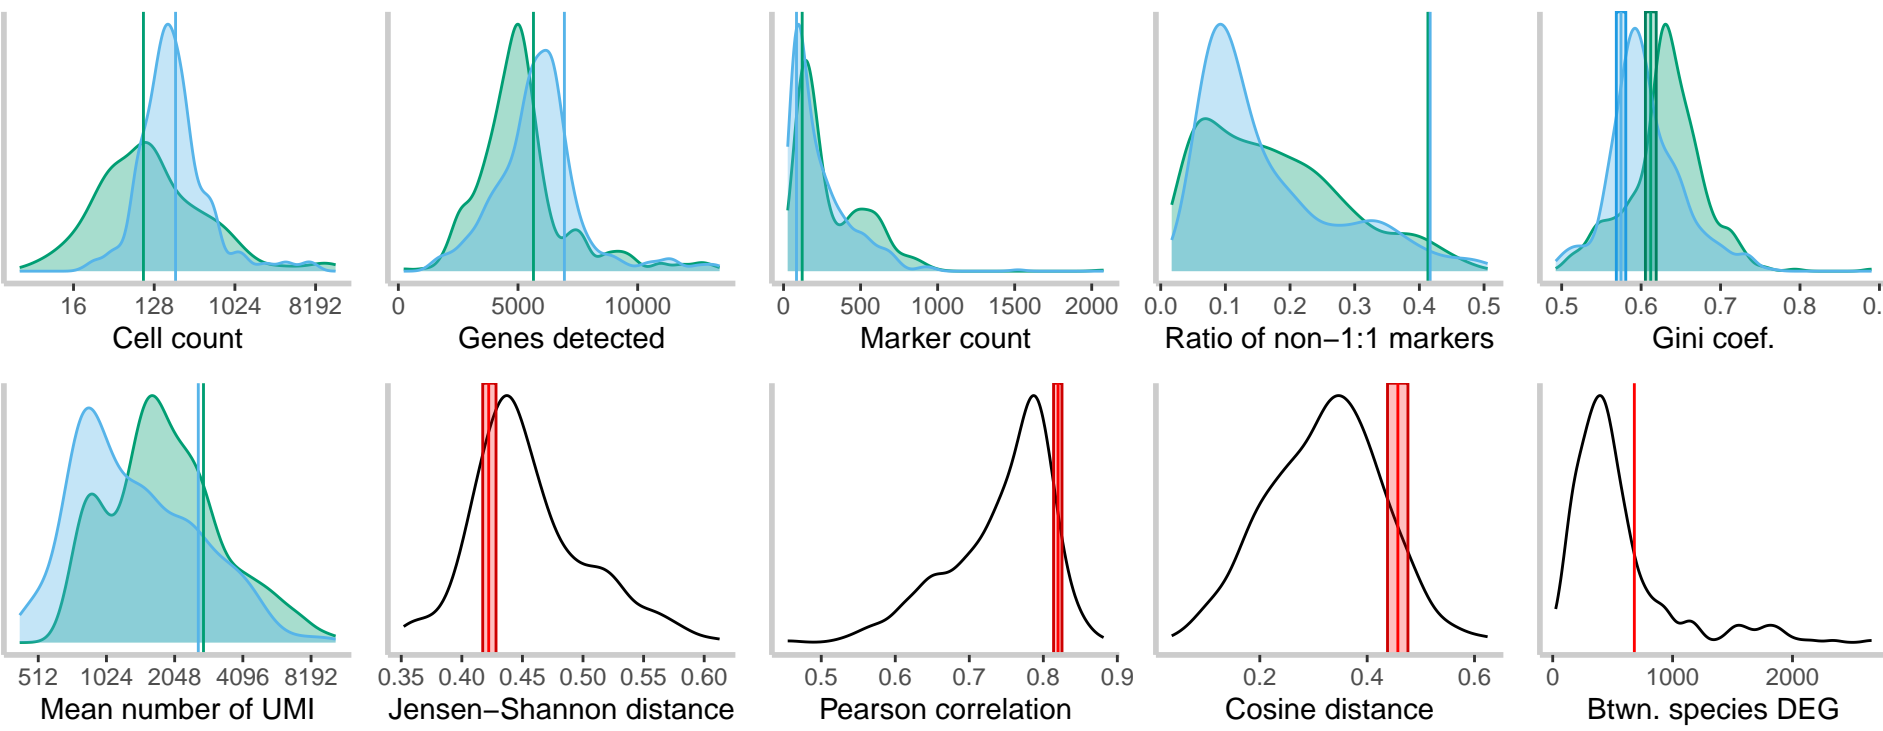 16 128 1024 8192
Cell count
0 5000 10000
Genes detected
0 500 1000 1500 2000
Marker count
0.0 0.1 0.2 0.3 0.4 0.5
Ratio of non−1:1 markers
0.5 0.6 0.7 0.8 0.
Gini coef.
512 1024 2048 4096 8192
Mean number of UMI
0.35 0.40 0.45 0.50 0.55 0.60
Jensen−Shannon distance
0.5 0.6 0.7 0.8 0.9
Pearson correlation
0.2 0.4 0.6
Cosine distance
0 1000 2000
Btwn. species DEG